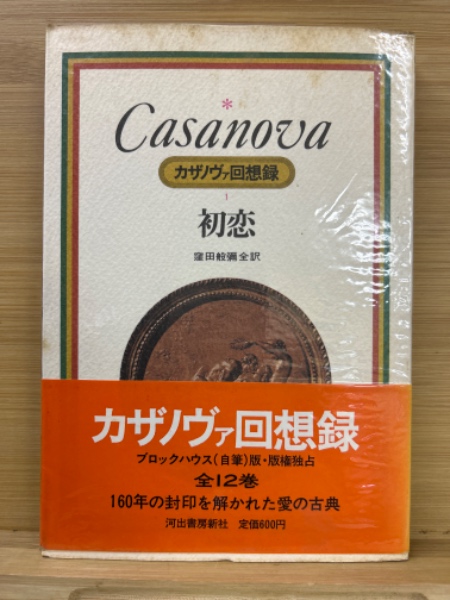 *
Casanova
カザノヴァ回想録
1
初恋
窪田般彌全訳
カザノヴァ回想録
ブロックハウス(自筆)版・版権独占
全12巻
160年の封印を解かれた愛の古典
河出書房新社 定価600円